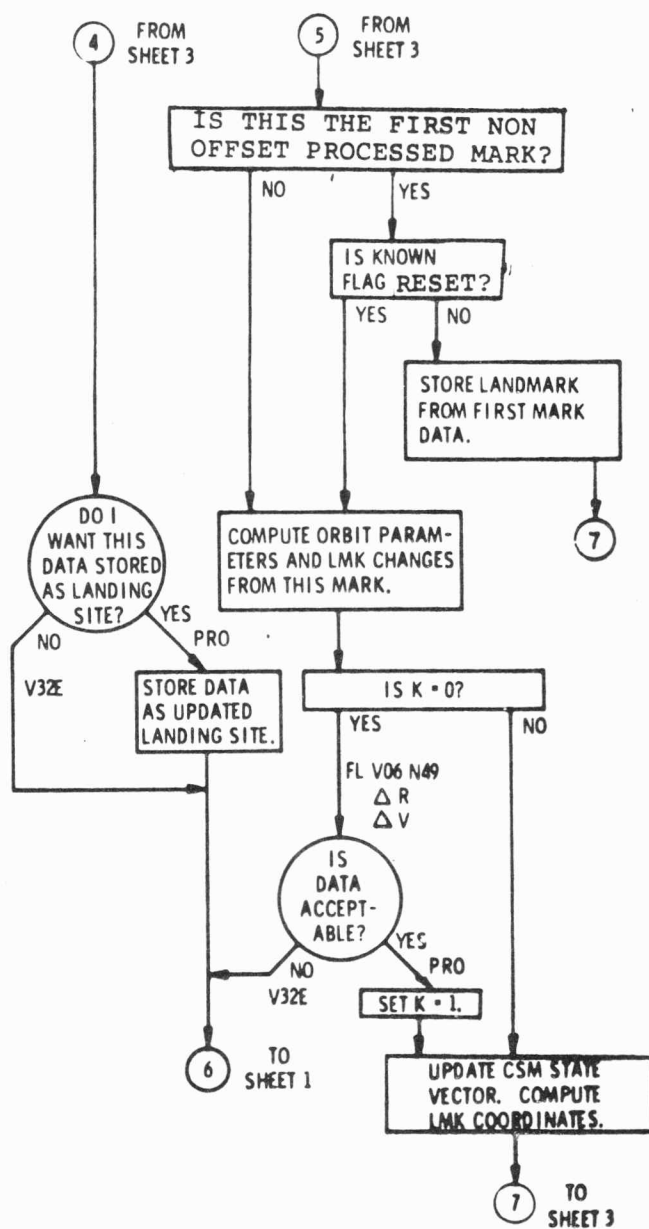 4
FROM
SHEET 3
5
FROM
SHEET 3
IS THIS THE FIRST NON
OFFSET PROCESSED MARK?
NO
YES
IS KNOWN
FLAG RESET?
YES
NO
STORE LANDMARK
FROM FIRST MARK
DATA.
7
DO I
WANT THIS
DATA STORED
AS LANDING
SITE?
NO
YES
V32E
PRO
STORE DATA
AS UPDATED
LANDING SITE.
COMPUTE ORBIT PARAM-
ETERS AND LMK CHANGES
FROM THIS MARK.
IS K = 0?
YES
NO
FL V06 N49
Δ R
Δ V
IS
DATA
ACCEPT-
ABLE?
YES
PRO
NO
V32E
SET K = 1.
6
TO
SHEET 1
UPDATE CSM STATE
VECTOR. COMPUTE
LMK COORDINATES.
7
TO
SHEET 3